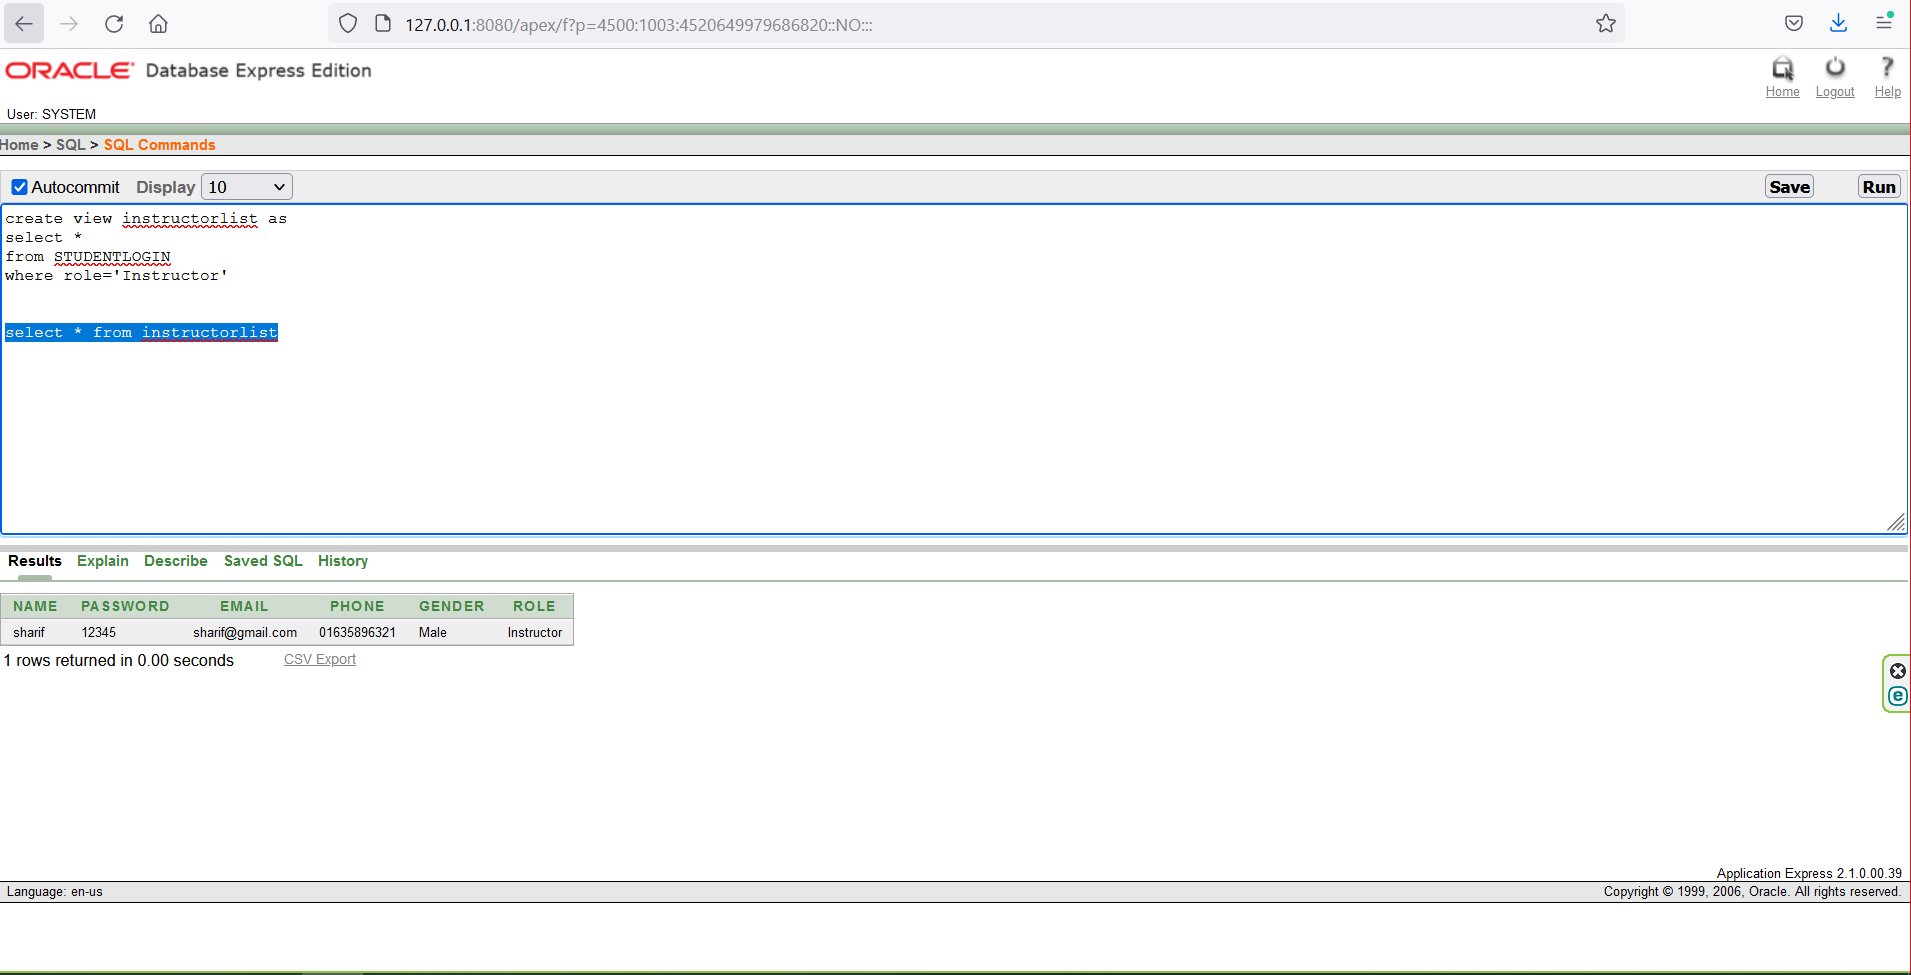 127.0.0.1:8080/apex/f?p=4500:1003:4520649979686820::NO:::
ORACLE Database Express Edition
Home Logout ? Help
User: SYSTEM
Home > SQL > SQL Commands
Autocommit Display 10 Save Run
create view instructorlist as
select *
from STUDENTLOGIN
where role='Instructor'
select * from instructorlist
Results Explain Describe Saved SQL History
NAME PASSWORD EMAIL PHONE GENDER ROLE
sharif 12345 sharif@gmail.com 01635896321 Male Instructor
1 rows returned in 0.00 seconds CSV Export
e
Application Express 2.1.0.00.39
Language: en-us Copyright © 1999, 2006, Oracle. All rights reserved.